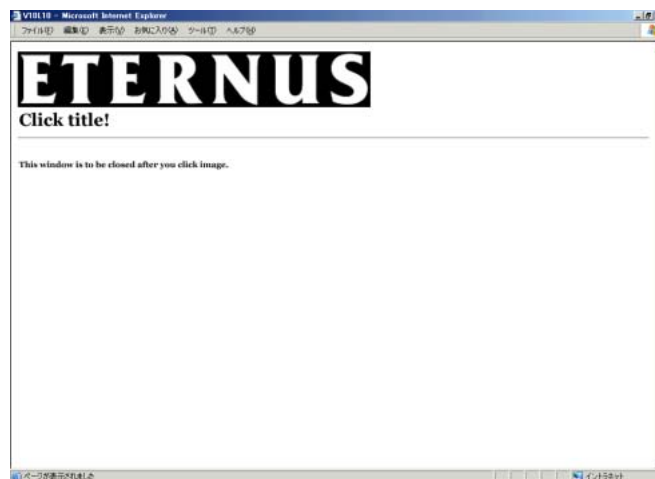 V10L10 - Microsoft Internet Explorer
ファイル(F) 編集(E) 表示(V) お気に入り(A) ツール(T) ヘルプ(H)
ETERNUS
Click title!
This window is to be closed after you click image.
ページが表示されました イントラネット